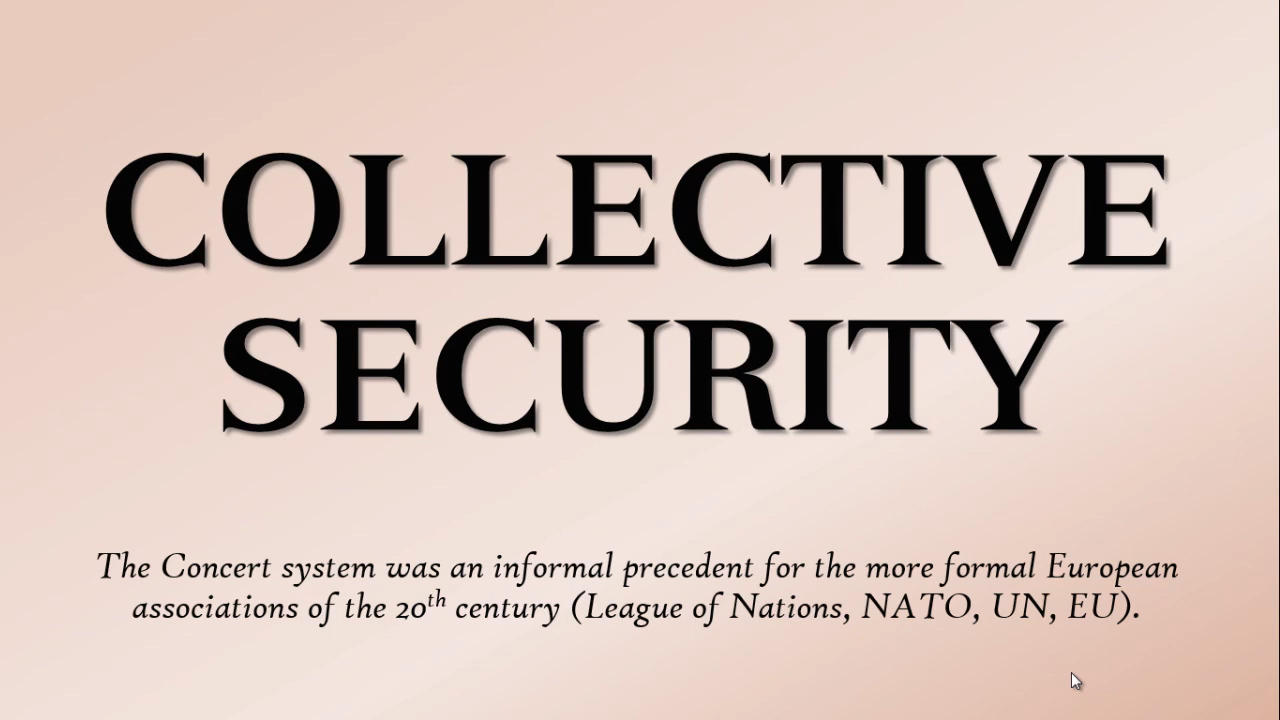 COLLECTIVE
SECURITY
The Concert system was an informal precedent for the more formal European
associations of the 20th century (League of Nations, NATO, UN, EU).